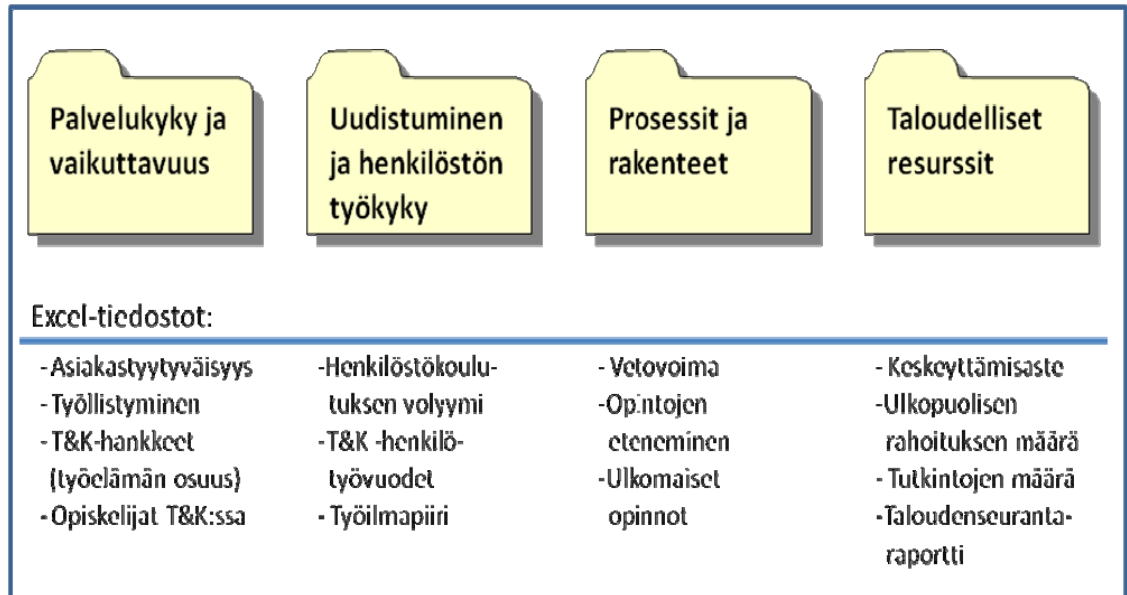 Palvelukyky ja
vaikuttavuus
Uudistuminen
ja henkilöstön
työkyky
Prosessit ja
rakenteet
Taloudelliset
resurssit
Excel-tiedostot:
- Asiakastyytyväisyys
- Työllistyminen
- T&K-hankkeet
(työelämän osuus)
- Opiskelijat T&K:ssa
-Henkilöstökoulu-
tuksen volyymi
-T&K -henkilö-
työvuodet
- Työilmapiiri
- Vetovoima
-Opintojen
eteneminen
-Ulkomaiset
opinnot
- Keskeyttämisaste
-Ulkopuolisen
rahoituksen määrä
- Tutkintojen määrä
-Taloudenseuranta-
raportti